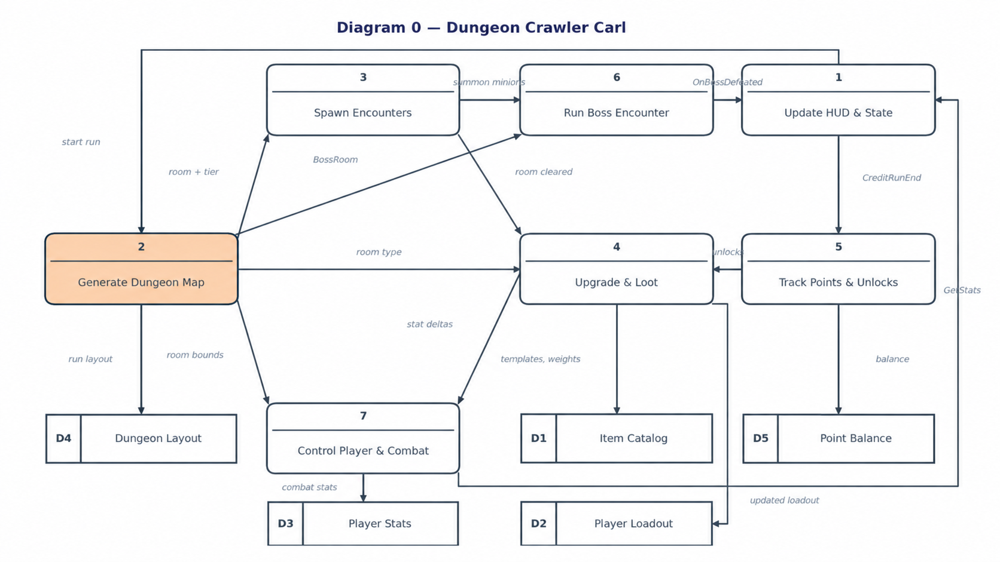 Diagram 0 — Dungeon Crawler Carl
3
Spawn Encounters
summon minions
6
Run Boss Encounter
OnBossDefeated
1
Update HUD & State
start run
room + tier
BossRoom
room cleared
CreditRunEnd
2
Generate Dungeon Map
room type
4
Upgrade & Loot
unlocks
5
Track Points & Unlocks
GetStats
stat deltas
run layout
room bounds
templates, weights
balance
D4
Dungeon Layout
7
Control Player & Combat
D1
Item Catalog
D5
Point Balance
combat stats
updated loadout
D3
Player Stats
D2
Player Loadout